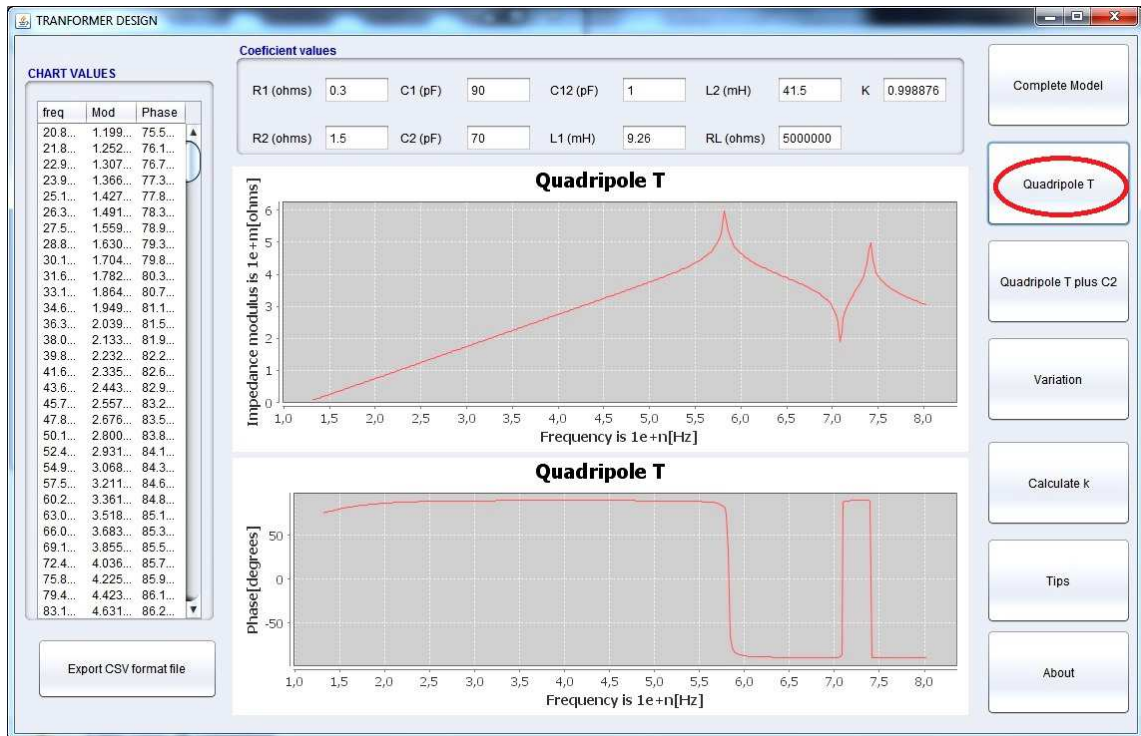 TRANFORMER DESIGN
CHART VALUES
freq Mod Phase
20.8... 1.199... 75.5...
21.8... 1.252... 76.1...
22.9... 1.307... 76.7...
23.9... 1.366... 77.3...
25.1... 1.427... 77.8...
26.3... 1.491... 78.3...
27.5... 1.559... 78.9...
28.8... 1.630... 79.3...
30.1... 1.704... 79.8...
31.6... 1.782... 80.3...
33.1... 1.864... 80.7...
34.6... 1.949... 81.1...
36.3... 2.039... 81.5...
38.0... 2.133... 81.9...
39.8... 2.232... 82.2...
41.6... 2.335... 82.6...
43.6... 2.443... 82.9...
45.7... 2.557... 83.2...
47.8... 2.676... 83.5...
50.1... 2.800... 83.8...
52.4... 2.931... 84.1...
54.9... 3.068... 84.3...
57.5... 3.211... 84.6...
60.2... 3.361... 84.8...
63.0... 3.518... 85.1...
66.0... 3.683... 85.3...
69.1... 3.855... 85.5...
72.4... 4.036... 85.7...
75.8... 4.225... 85.9...
79.4... 4.423... 86.1...
83.1... 4.631... 86.2...
Export CSV format file
Coeficient values
R1 (ohms) 0.3 C1 (pF) 90 C12 (pF) 1 L2 (mH) 41.5 K 0.998876
R2 (ohms) 1.5 C2 (pF) 70 L1 (mH) 9.26 RL (ohms) 5000000
Quadripole T
Impedance modulus is 1e+m[ohms]
6
5
4
3
2
1
0
1,0 1,5 2,0 2,5 3,0 3,5 4,0 4,5 5,0 5,5 6,0 6,5 7,0 7,5 8,0
Frequency is 1e+n[Hz]
Quadripole T
Phase[degrees]
50
0
-50
1,0 1,5 2,0 2,5 3,0 3,5 4,0 4,5 5,0 5,5 6,0 6,5 7,0 7,5 8,0
Frequency is 1e+n[Hz]
Complete Model
Quadripole T
Quadripole T plus C2
Variation
Calculate k
Tips
About